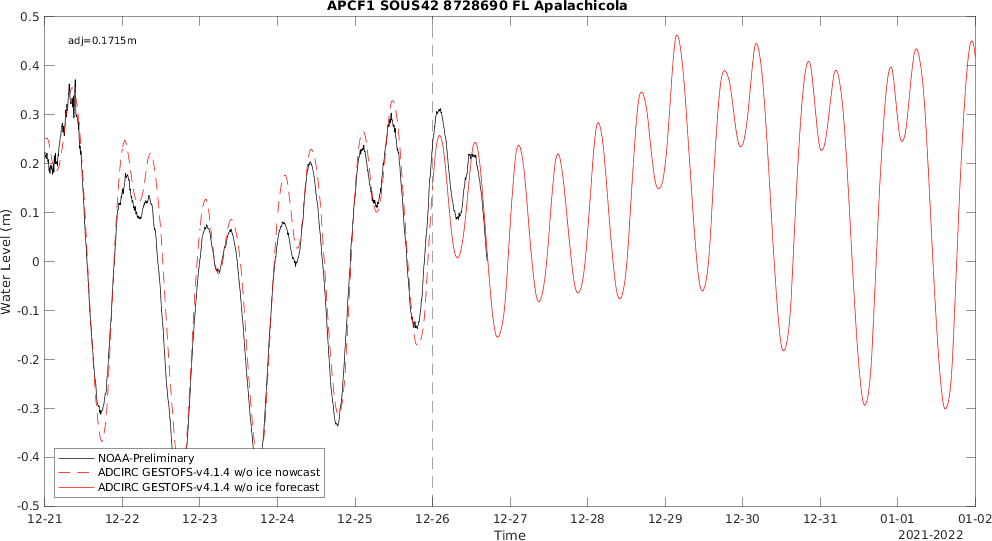 APCF1 SOUS42 8728690 FL Apalachicola
adj=0.1715m
0.5
0.4
0.3
0.2
0.1
0
-0.1
-0.2
-0.3
-0.4
-0.5
Water Level (m)
NOAA-Preliminary
ADCIRC GESTOFS-v4.1.4 w/o ice nowcast
ADCIRC GESTOFS-v4.1.4 w/o ice forecast
12-21 12-22 12-23 12-24 12-25 12-26 12-27 12-28 12-29 12-30 12-31 01-01 01-02
Time
2021-2022